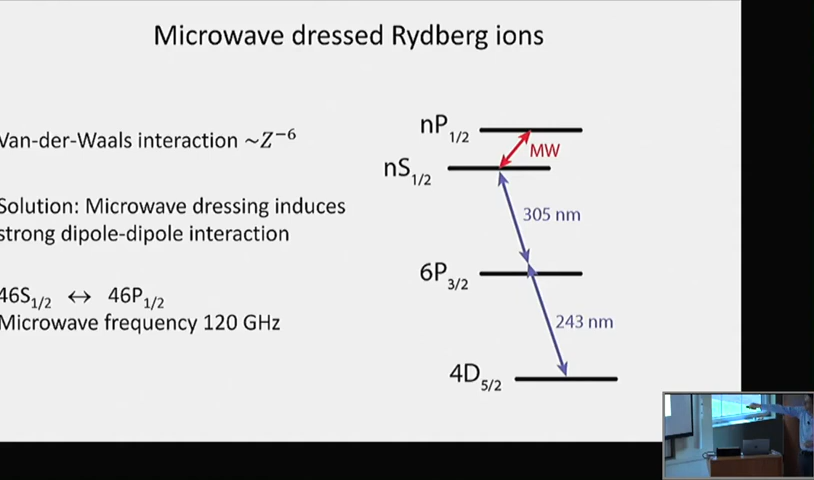 Microwave dressed Rydberg ions
Van-der-Waals interaction ~Z⁻⁶
Solution: Microwave dressing induces
strong dipole-dipole interaction
46S₁/₂ ↔ 46P₁/₂
Microwave frequency 120 GHz
nP₁/₂
MW
nS₁/₂
305 nm
6P₃/₂
243 nm
4D₅/₂